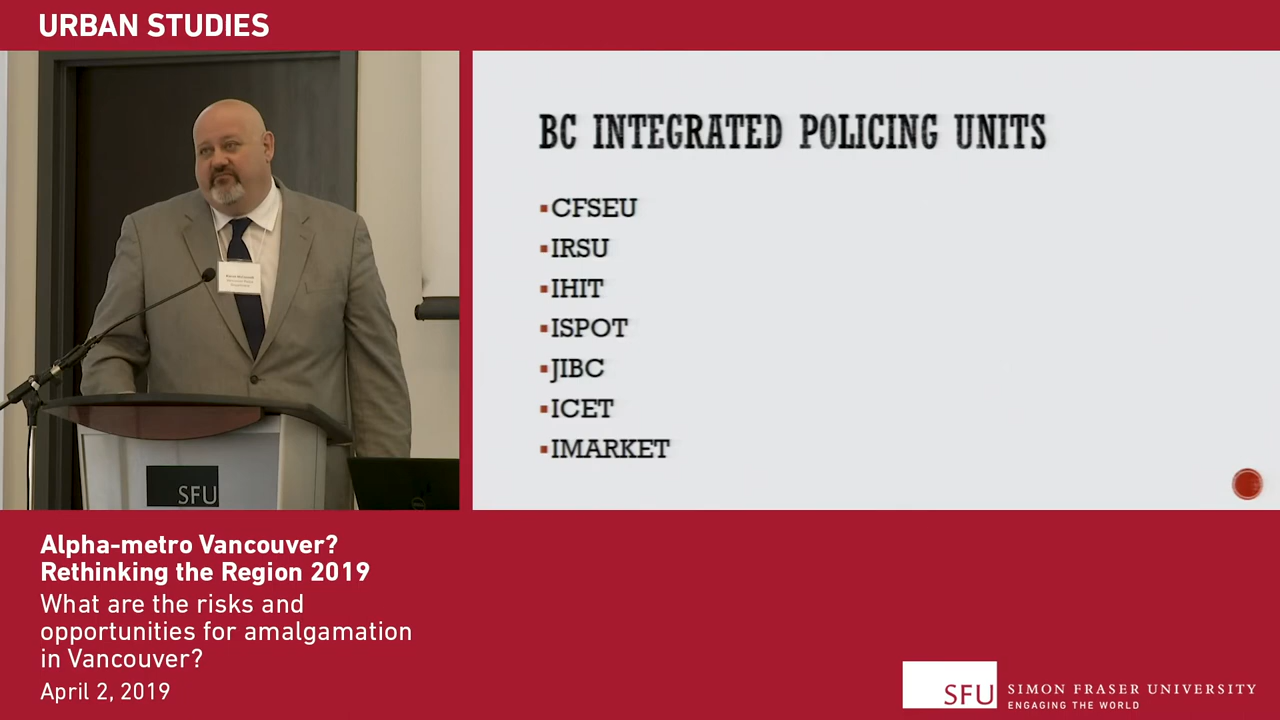 URBAN STUDIES
BC INTEGRATED POLICING UNITS
▪CFSEU
▪IRSU
▪IHIT
▪ISPOT
▪JIBC
▪ICET
▪IMARKET
SFU
Alpha-metro Vancouver?
Rethinking the Region 2019
What are the risks and
opportunities for amalgamation
in Vancouver?
April 2, 2019
SFU SIMON FRASER UNIVERSITY
ENGAGING THE WORLD